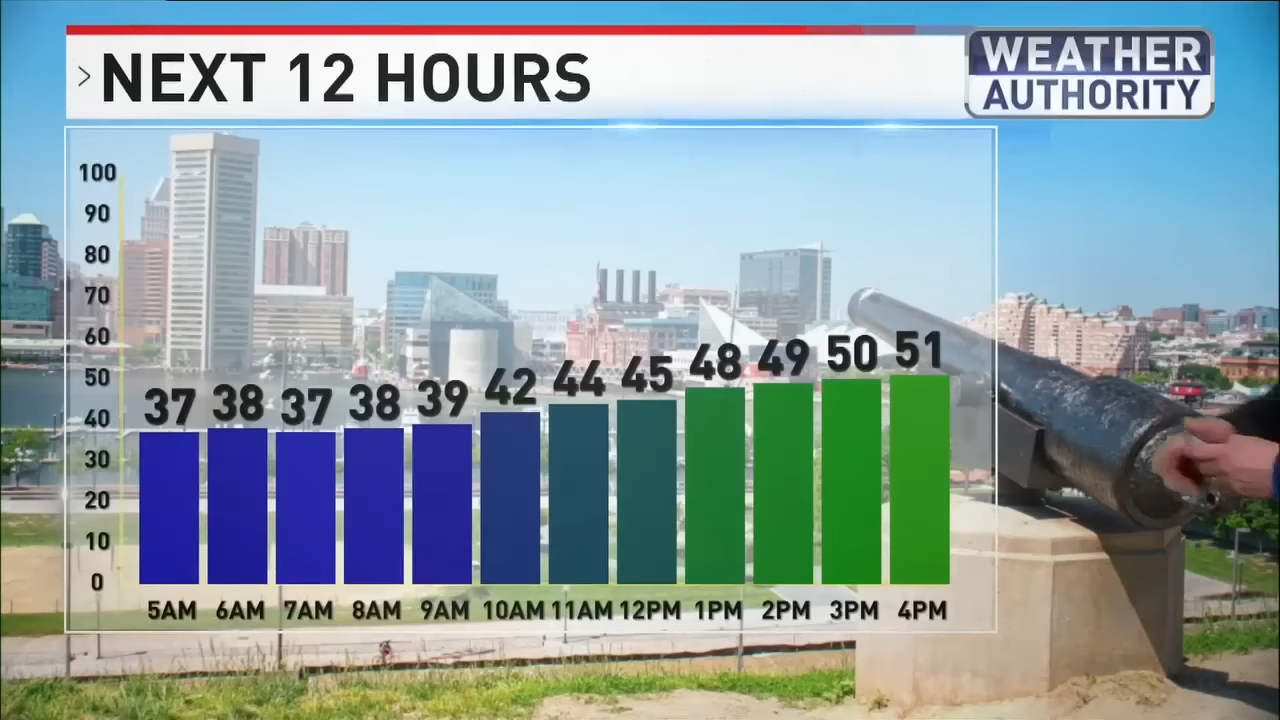 > NEXT 12 HOURS
WEATHER
AUTHORITY
100
90
80
70
60
50
40
30
20
10
0
37 38 37 38 39 42 44 45 48 49 50 51
5AM 6AM 7AM 8AM 9AM 10AM 11AM 12PM 1PM 2PM 3PM 4PM